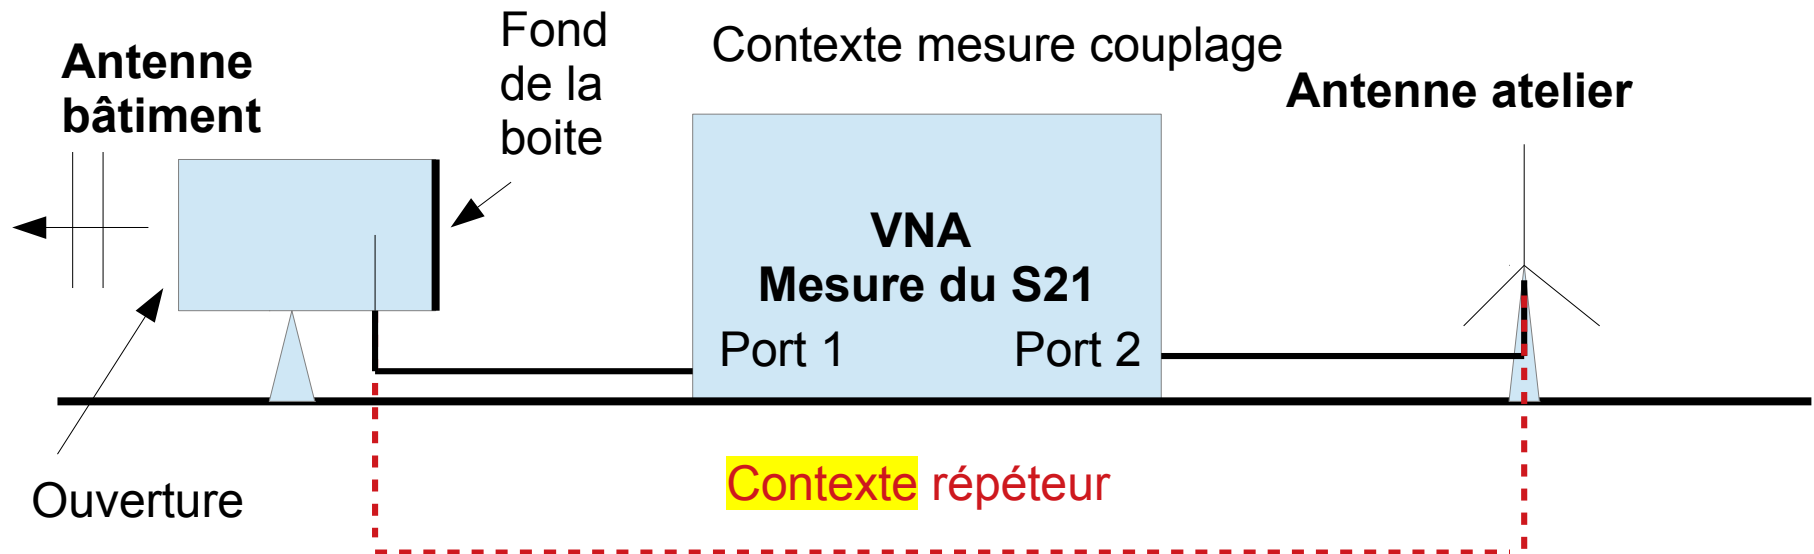 Antenne
bâtiment
Fond
de la
boite
Contexte mesure couplage
Antenne atelier
VNA
Mesure du S21
Port 1
Port 2
Ouverture
Contexte répéteur